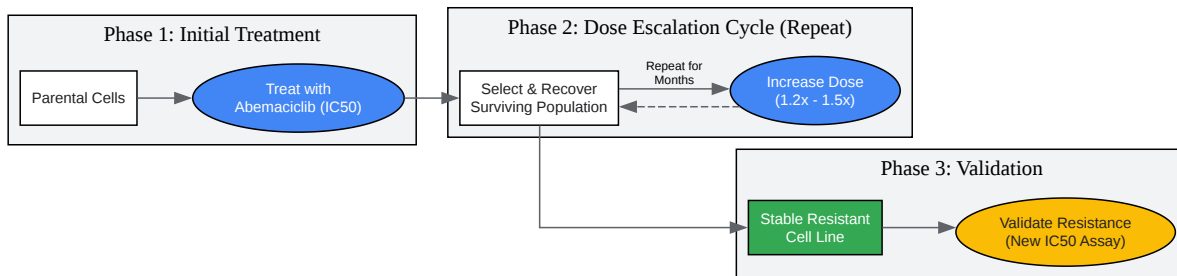 Phase 1: Initial Treatment
Parental Cells
Treat with
Abemaciclib (IC50)
Phase 2: Dose Escalation Cycle (Repeat)
Select & Recover
Surviving Population
Repeat for
Months
Increase Dose
(1.2x - 1.5x)
Phase 3: Validation
Stable Resistant
Cell Line
Validate Resistance
(New IC50 Assay)